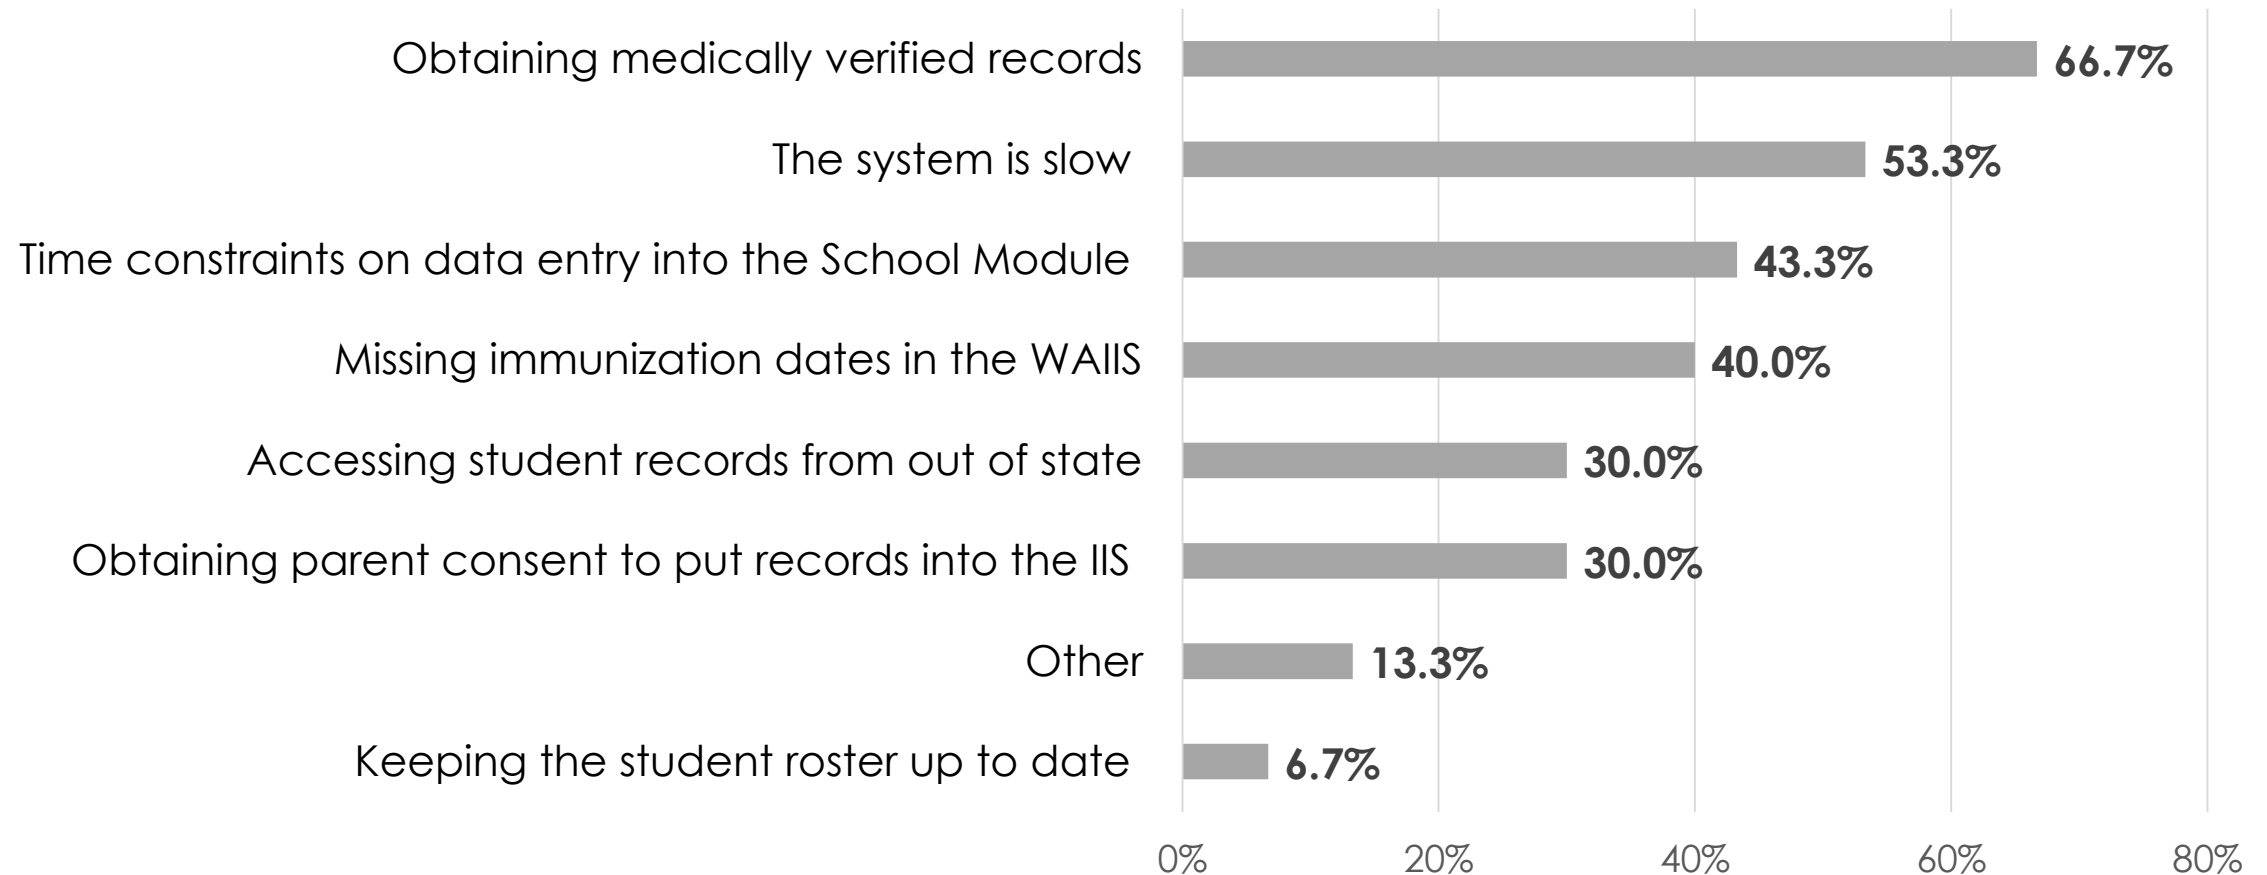 Obtaining medically verified records 66.7%
The system is slow 53.3%
Time constraints on data entry into the School Module 43.3%
Missing immunization dates in the WAIIS 40.0%
Accessing student records from out of state 30.0%
Obtaining parent consent to put records into the IIS 30.0%
Other 13.3%
Keeping the student roster up to date 6.7%
0% 20% 40% 60% 80%